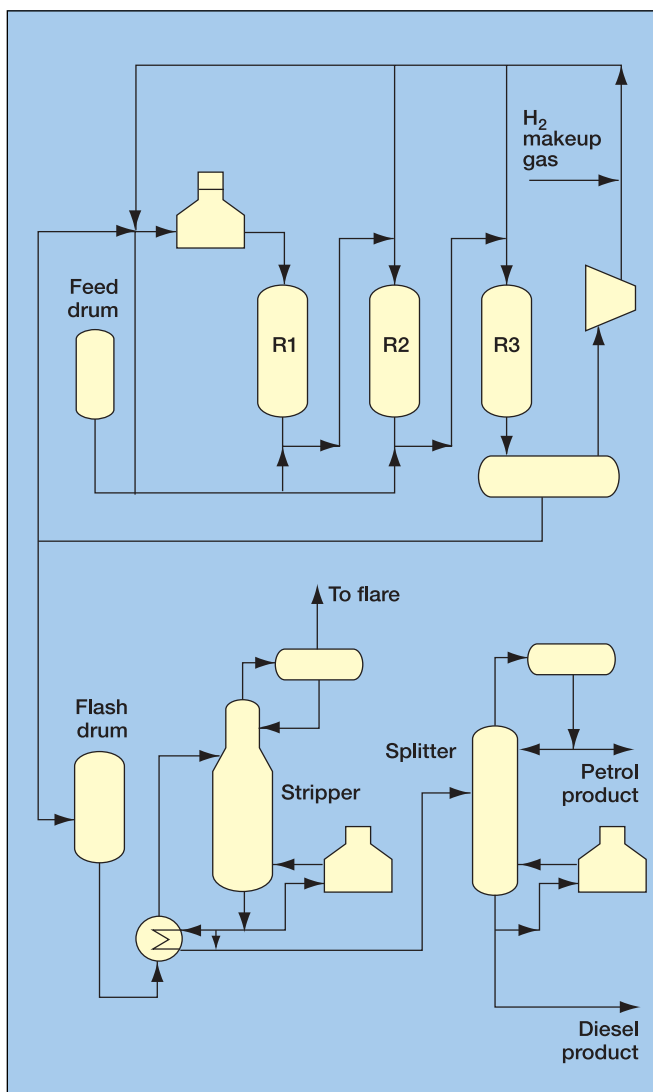 H2
makeup
gas
Feed
drum
R1
R2
R3
To flare
Flash
drum
Splitter
Stripper
Petrol
product
Diesel
product